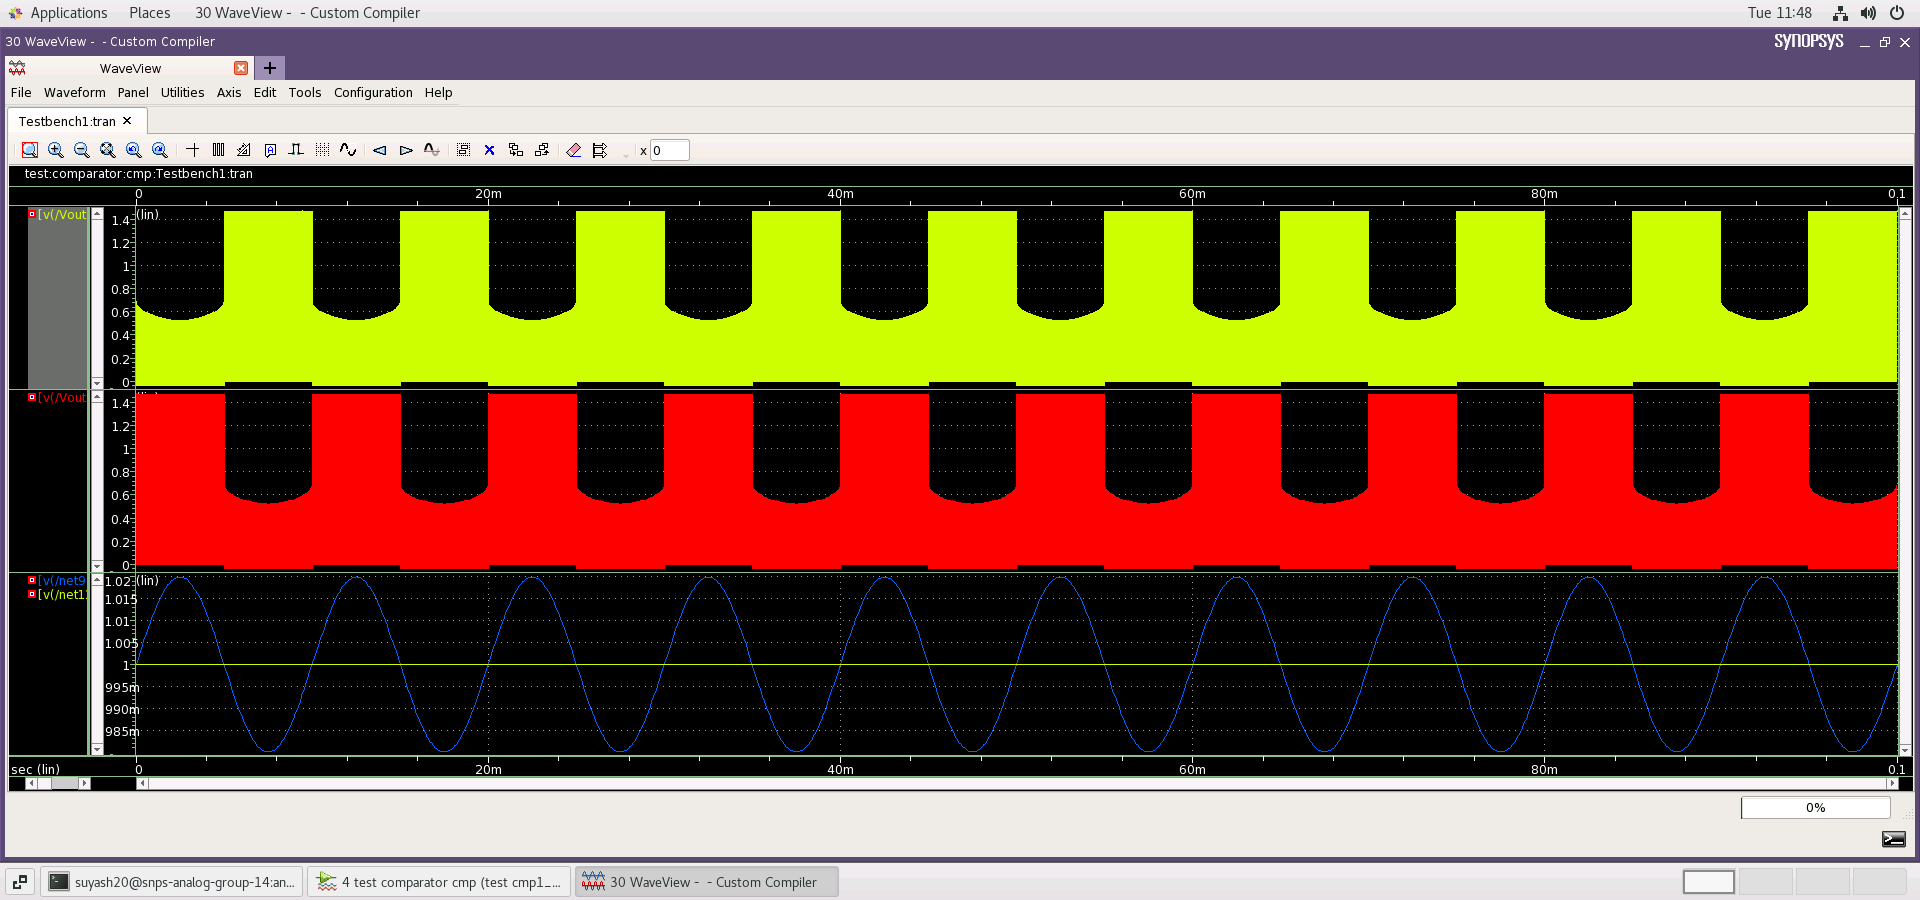 Applications Places 30 WaveView - - Custom Compiler Tue 11:48
30 WaveView - - Custom Compiler SYNOPSYS
WaveView
File Waveform Panel Utilities Axis Edit Tools Configuration Help
Testbench1:tran
x 0
test:comparator:cmp:Testbench1:tran
0 20m 40m 60m 80m 0.1
[v(/Vout (lin)
1.4
1.2
1
0.8
0.6
0.4
0.2
0
[v(/Vout
1.4
1.2
1
0.8
0.6
0.4
0.2
0
[v(/net9 1.02 (lin)
[v(/net1 1.015
1.01
1.005
1
995m
990m
985m
sec (lin) 0 20m 40m 60m 80m 0.1
0%
suyash20@snps-analog-group-14:an... 4 test comparator cmp (test cmp1_... 30 WaveView - - Custom Compiler